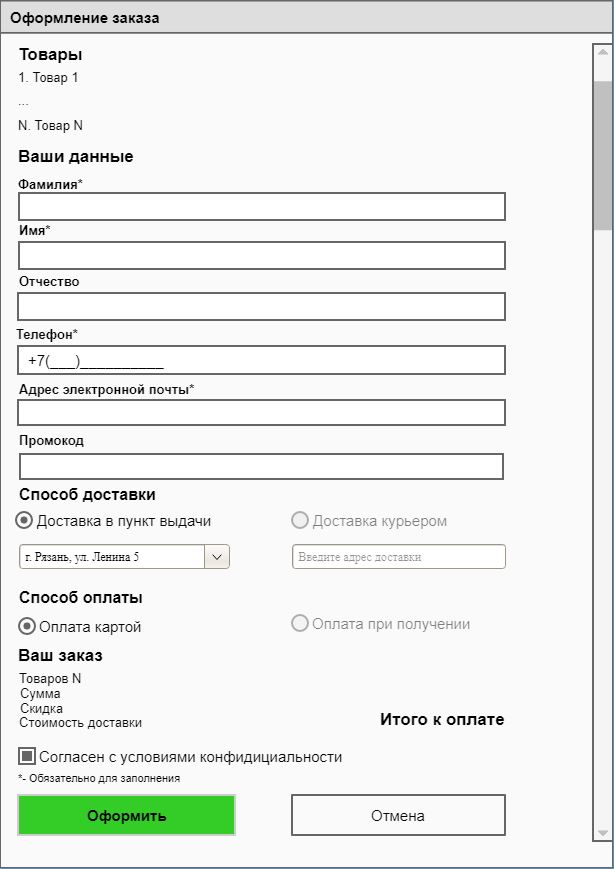 Оформление заказа
Товары
1. Товар 1
...
N. Товар N
Ваши данные
Фамилия*
Имя*
Отчество
Телефон*
+7(___)__________
Адрес электронной почты*
Промокод
Способ доставки
Доставка в пункт выдачи
Доставка курьером
г. Рязань, ул. Ленина 5
Введите адрес доставки
Способ оплаты
Оплата картой
Оплата при получении
Ваш заказ
Товаров N
Сумма
Скидка
Стоимость доставки
Итого к оплате
Согласен с условиями конфидициальности
*- Обязательно для заполнения
Оформить
Отмена